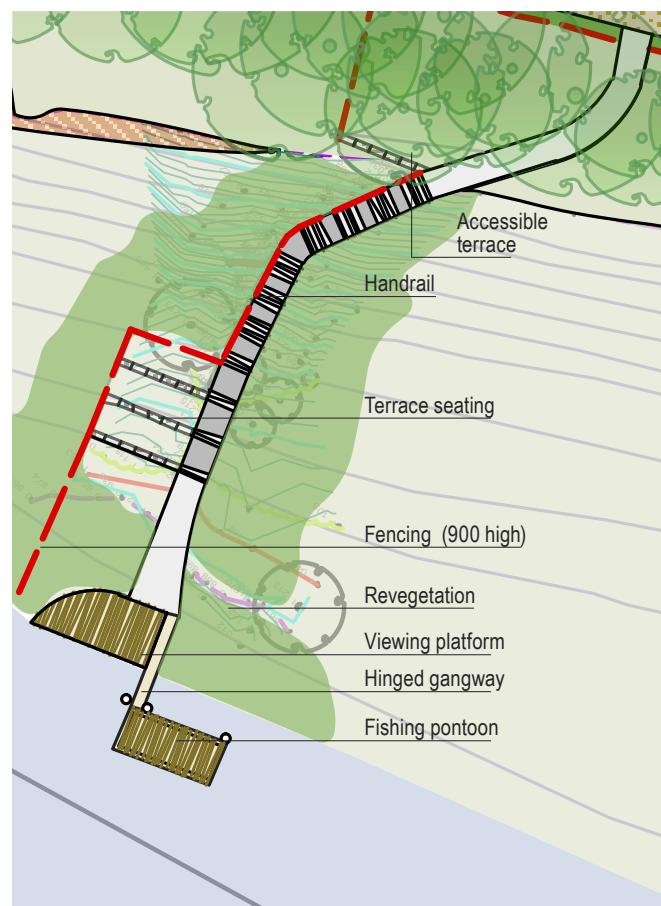 Accessible
terrace
Handrail
Terrace seating
Fencing (900 high)
Revegetation
Viewing platform
Hinged gangway
Fishing pontoon